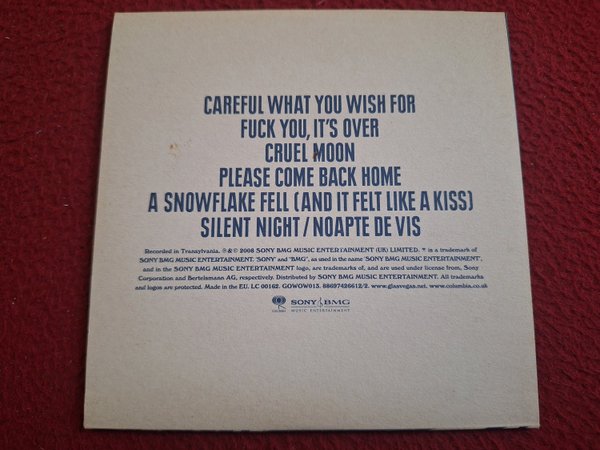 CAREFUL WHAT YOU WISH FOR
FUCK YOU, IT'S OVER
CRUEL MOON
PLEASE COME BACK HOME
A SNOWFLAKE FELL (AND IT FELT LIKE A KISS)
SILENT NIGHT / NOAPTE DE VIS
Recorded in Transylvania. ℗ & © 2008 SONY BMG MUSIC ENTERTAINMENT (UK) LIMITED. ® is a trademark of
SONY BMG MUSIC ENTERTAINMENT. 'SONY' and 'BMG', as used in the name 'SONY BMG MUSIC ENTERTAINMENT',
and in the SONY BMG MUSIC ENTERTAINMENT logo, are trademarks of, and are used under license from, Sony
Corporation and Bertelsmann AG, respectively. Distributed by SONY BMG MUSIC ENTERTAINMENT. All trademarks
and logos are protected. Made in the EU. LC 00162. GOWOW013. 88697426612/2. www.glasvegas.net. www.columbia.co.uk
COLUMBIA
SONY BMG
MUSIC ENTERTAINMENT